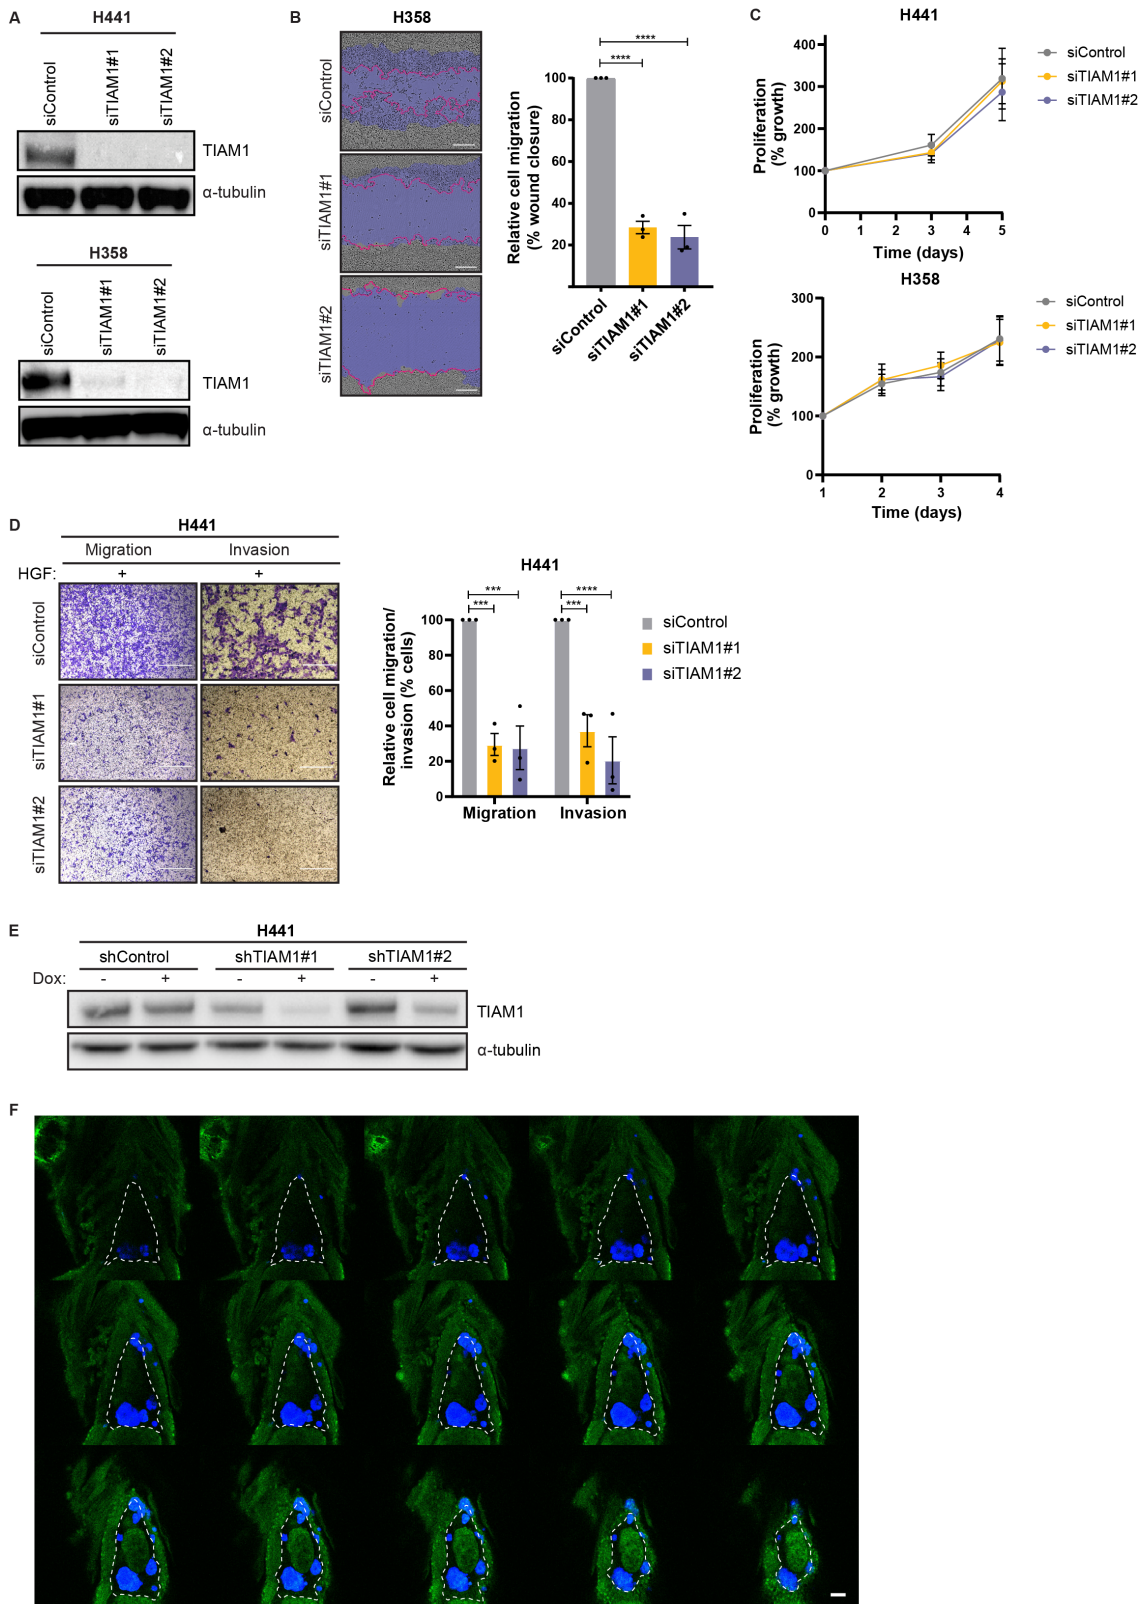 A
H441
siControl
siTIAM1#1
siTIAM1#2
TIAM1
α-tubulin
H358
siControl
siTIAM1#1
siTIAM1#2
TIAM1
α-tubulin
B
H358
siControl
siTIAM1#1
siTIAM1#2
Relative cell migration
(% wound closure)
100
80
60
40
20
****
****
siControl
siTIAM1#1
siTIAM1#2
C
H441
Proliferation
(% growth)
400
300
200
100
0
0 1 2 3 4 5
Time (days)
siControl
siTIAM1#1
siTIAM1#2
H358
Proliferation
(% growth)
300
200
100
0
1 2 3 4
Time (days)
siControl
siTIAM1#1
siTIAM1#2
D
H441
Migration Invasion
HGF: + +
siControl
siTIAM1#1
siTIAM1#2
H441
Relative cell migration/
invasion (% cells)
100
80
60
40
20
0
***
***
****
***
Migration Invasion
siControl
siTIAM1#1
siTIAM1#2
E
H441
shControl shTIAM1#1 shTIAM1#2
Dox: - + - + - +
TIAM1
α-tubulin
F